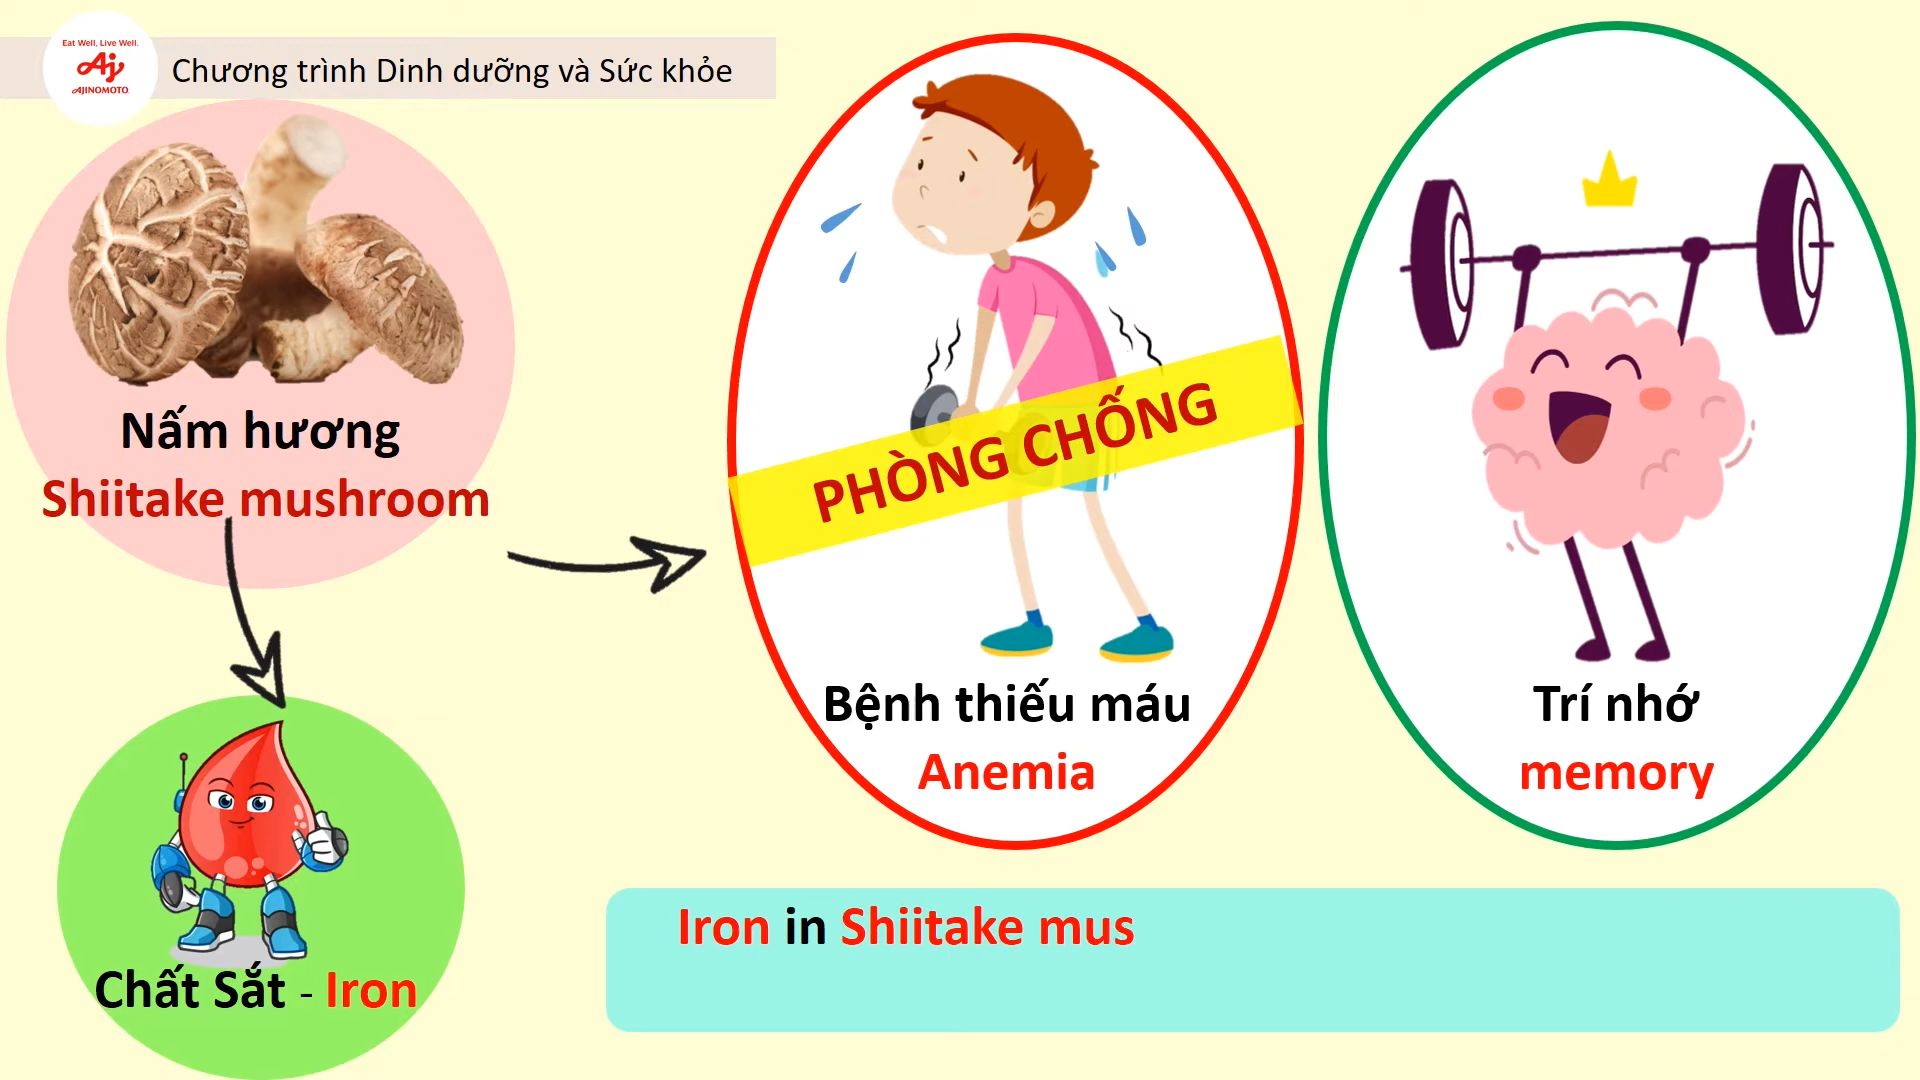 Eat Well, Live Well.
AJINOMOTO
Chương trình Dinh dưỡng và Sức khỏe
Nấm hương
Shiitake mushroom
PHÒNG CHỐNG
Bệnh thiếu máu
Anemia
Trí nhớ
memory
Chất Sắt - Iron
Iron in Shiitake mus